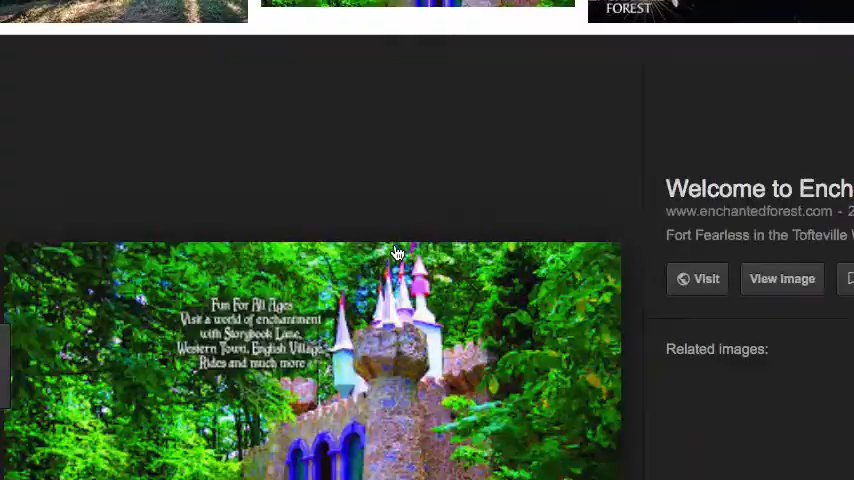 FOREST
Welcome to Ench
www.enchantedforest.com - 2
Fort Fearless in the Tofteville W
Visit
View image
Related images:
Fun For All Ages
Visit a world of enchantment
with Storybook Lane,
Western Town, English Village,
Rides and much more